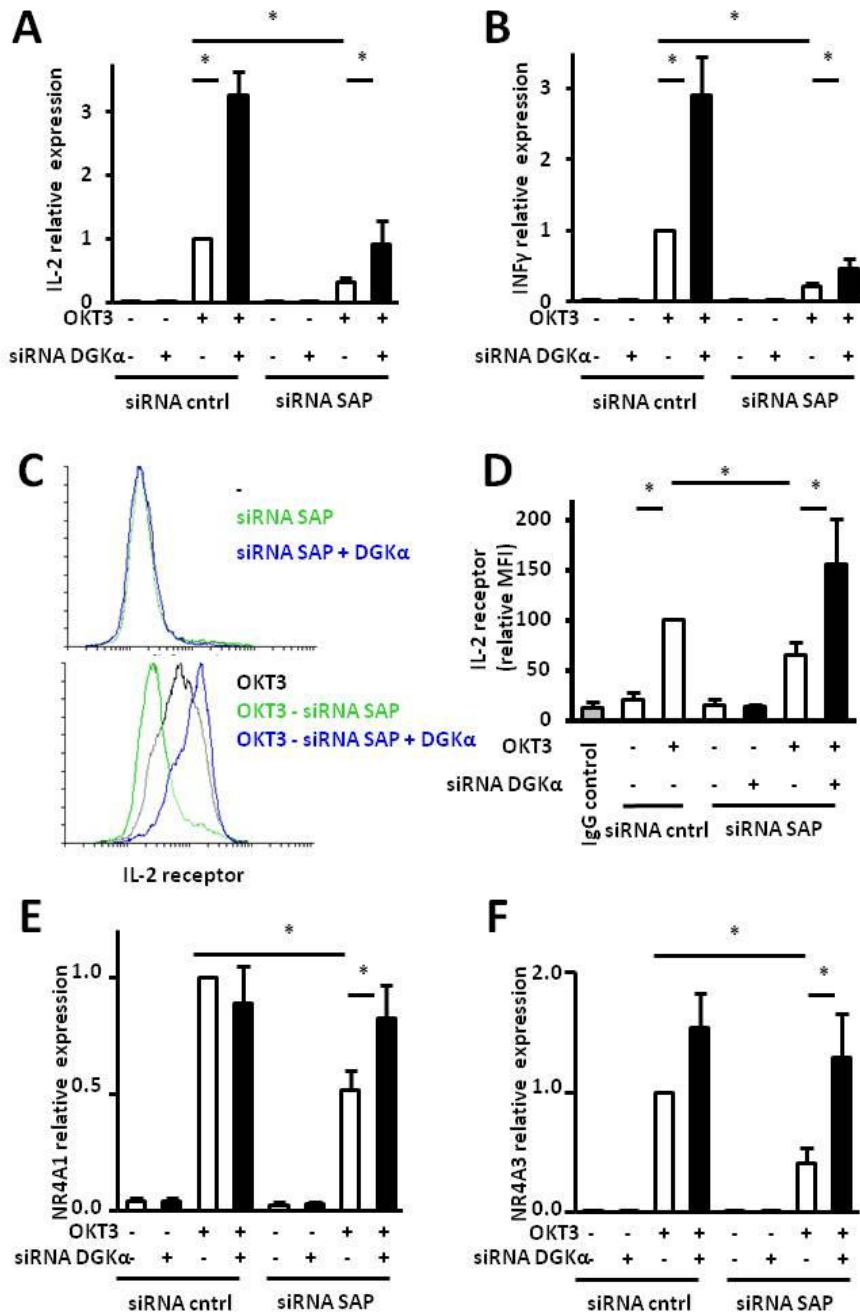 A
*
*
*
IL-2 relative expression
3
2
1
0
OKT3 - - + + - - + +
siRNA DGKα - + - + - + - +
siRNA cntrl
siRNA SAP
B
*
*
*
INFγ relative expression
3
2
1
0
OKT3 - - + + - - + +
siRNA DGKα - + - + - + - +
siRNA cntrl
siRNA SAP
C
-
siRNA SAP
siRNA SAP + DGKα
OKT3
OKT3 - siRNA SAP
OKT3 - siRNA SAP + DGKα
IL-2 receptor
D
*
*
*
IL-2 receptor
(relative MFI)
200
150
100
50
0
OKT3 - + - - + +
siRNA DGKα - - - + - +
IgG control
siRNA cntrl
siRNA SAP
E
*
*
NR4A1 relative expression
1.0
0.5
0.0
OKT3 - - + + - - + +
siRNA DGKα - + - + - + - +
siRNA cntrl
siRNA SAP
F
*
*
NR4A3 relative expression
2.0
1.0
0.0
OKT3 - - + + - - + +
siRNA DGKα - + - + - + - +
siRNA cntrl
siRNA SAP